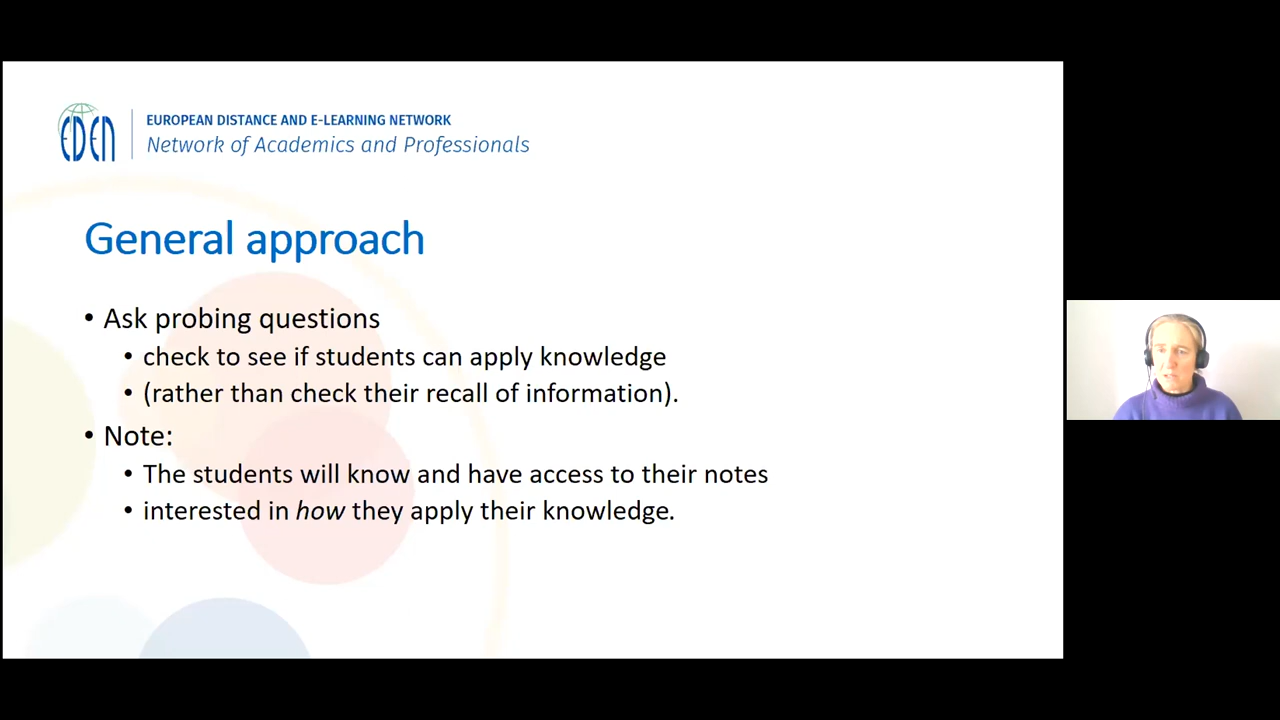 EDEN
EUROPEAN DISTANCE AND E-LEARNING NETWORK
Network of Academics and Professionals
General approach
• Ask probing questions
• check to see if students can apply knowledge
• (rather than check their recall of information).
• Note:
• The students will know and have access to their notes
• interested in how they apply their knowledge.